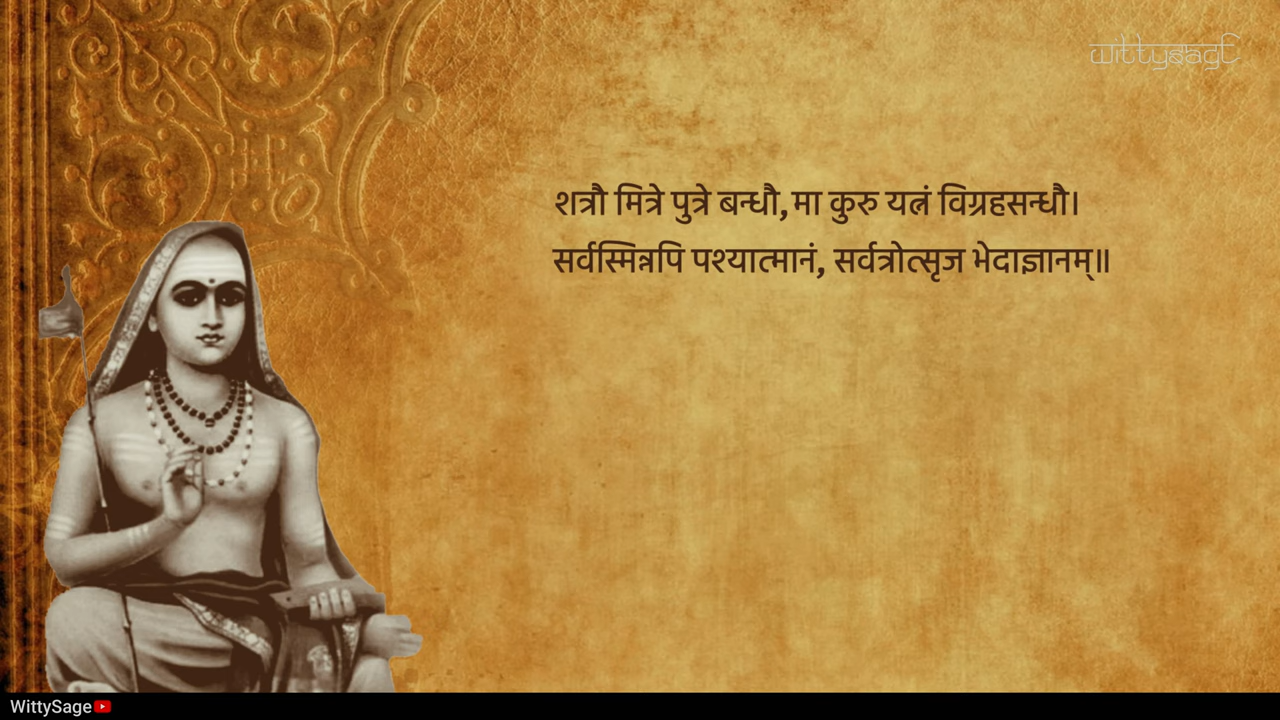 wittysage
शत्रौ मित्रे पुत्रे बन्धौ, मा कुरु यत्नं विग्रहसन्धौ।
सर्वस्मिन्नपि पश्यात्मानं, सर्वत्रोत्सृज भेदाज्ञानम्॥
WittySage